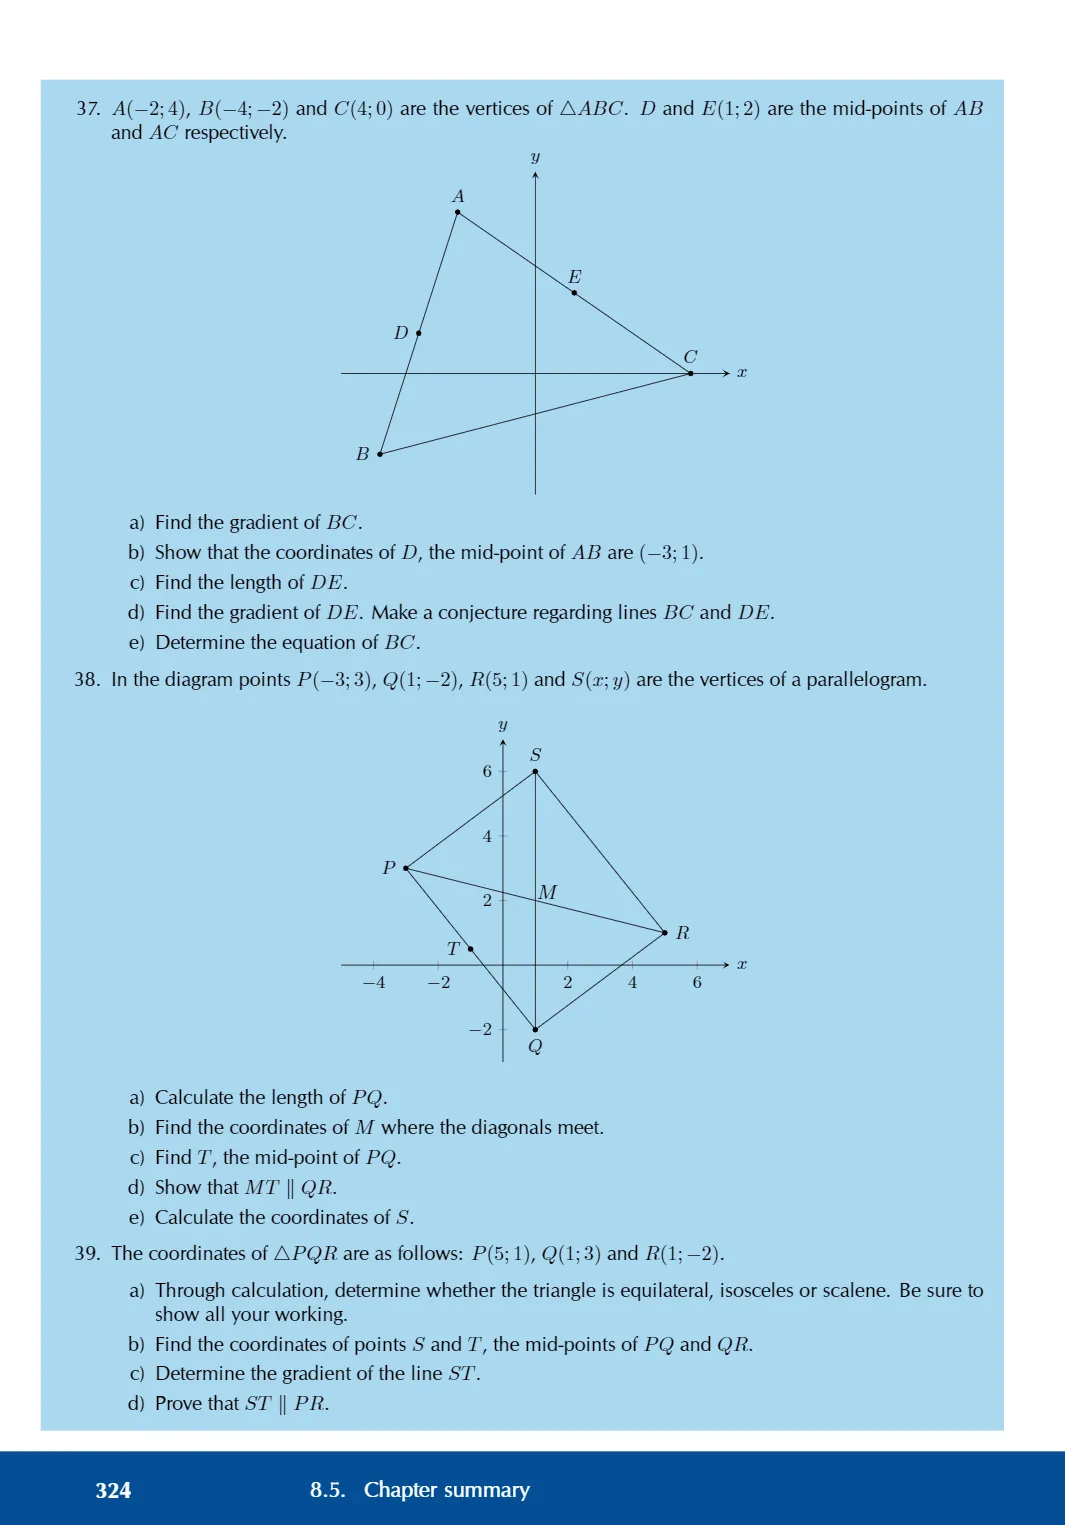 37. A(−2; 4), B(−4; −2) and C(4; 0) are the vertices of △ABC. D and E(1; 2) are the mid-points of AB
and AC respectively.
y
A
E
D
C
x
B
a) Find the gradient of BC.
b) Show that the coordinates of D, the mid-point of AB are (−3; 1).
c) Find the length of DE.
d) Find the gradient of DE. Make a conjecture regarding lines BC and DE.
e) Determine the equation of BC.
38. In the diagram points P(−3; 3), Q(1; −2), R(5; 1) and S(x; y) are the vertices of a parallelogram.
y
S
6
4
P
M
2
R
T
x
−4 −2 2 4 6
−2
Q
a) Calculate the length of PQ.
b) Find the coordinates of M where the diagonals meet.
c) Find T, the mid-point of PQ.
d) Show that MT ∥ QR.
e) Calculate the coordinates of S.
39. The coordinates of △PQR are as follows: P(5; 1), Q(1; 3) and R(1; −2).
a) Through calculation, determine whether the triangle is equilateral, isosceles or scalene. Be sure to
show all your working.
b) Find the coordinates of points S and T, the mid-points of PQ and QR.
c) Determine the gradient of the line ST.
d) Prove that ST ∥ PR.
324 8.5. Chapter summary